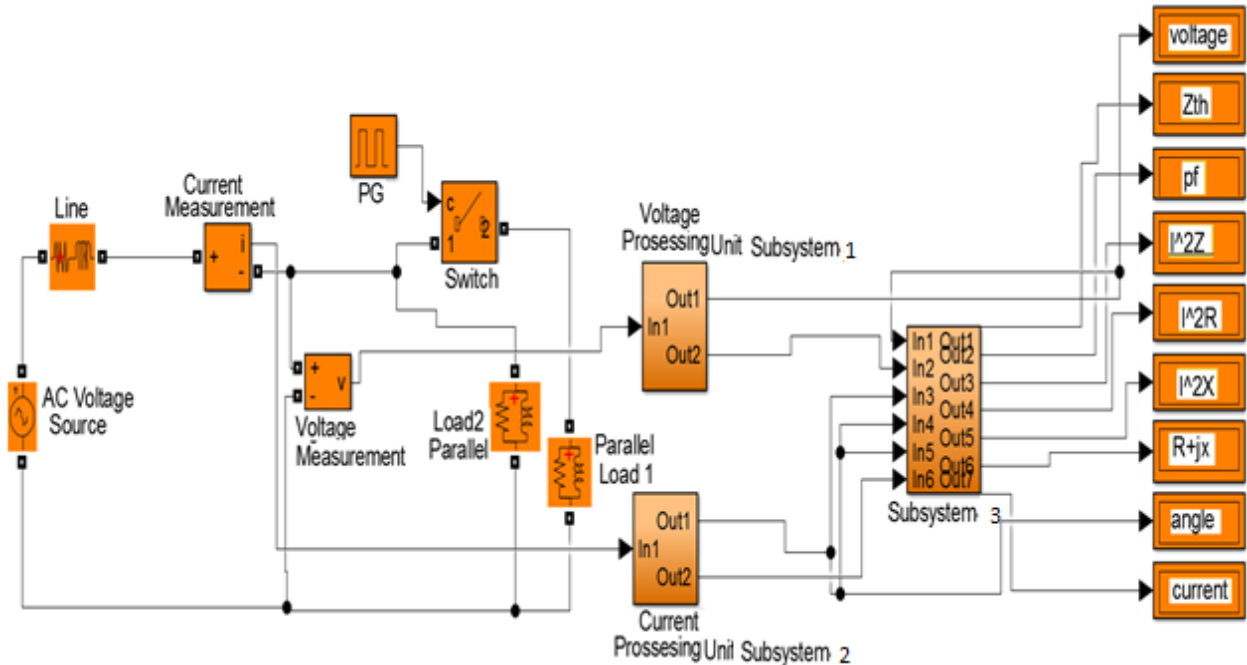 voltage
Zth
pf
I^2Z
I^2R
I^2X
R+jx
angle
current
PG
Current
Measurement
Line
i
+
-
c
1
2
Switch
Voltage
Prosessing Unit Subsystem 1
Out1
In1
Out2
In1 Out1
In2 Out2
In3 Out3
In4 Out4
In5 Out5
In6 Out6
Out7
Subsystem 3
AC Voltage
Source
+
v
-
Voltage
Measurement
Load2
Parallel
Parallel
Load 1
Out1
In1
Out2
Current
Prossesing Unit Subsystem 2